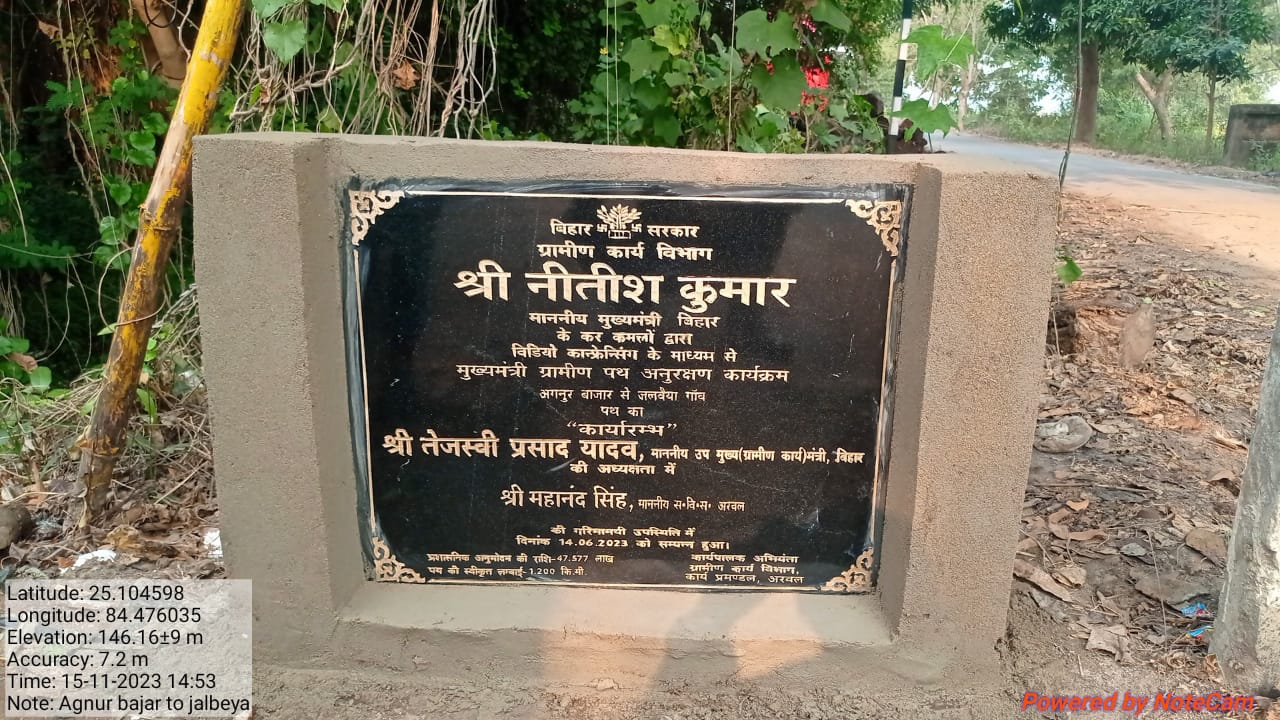 बिहार सरकार
ग्रामीण कार्य विभाग
श्री नीतीश कुमार
माननीय मुख्यमंत्री बिहार
के कर कमलों द्वारा
विडियो कान्फ्रेन्सिंग के माध्यम से
मुख्यमंत्री ग्रामीण पथ अनुरक्षण कार्यक्रम
अगनुर बाजार से जलवैया गाँव
पथ का
“कार्यारम्भ”
श्री तेजस्वी प्रसाद यादव, माननीय उप मुख्य(ग्रामीण कार्य)मंत्री, बिहार
की अध्यक्षता में
श्री महानंद सिंह, माननीय स॰वि॰स॰ अरवल
की गरिमामयी उपस्थिति में
दिनांक 14.06.2023 को सम्पन्न हुआ।
प्रशासनिक अनुमोदन की राशि-47.577 लाख
पथ की स्वीकृत लम्बाई-1.200 कि.मी.
कार्यपालक अभियंता
ग्रामीण कार्य विभाग,
कार्य प्रमण्डल, अरवल
Latitude: 25.104598
Longitude: 84.476035
Elevation: 146.16±9 m
Accuracy: 7.2 m
Time: 15-11-2023 14:53
Note: Agnur bajar to jalbeya
Powered by NoteCam